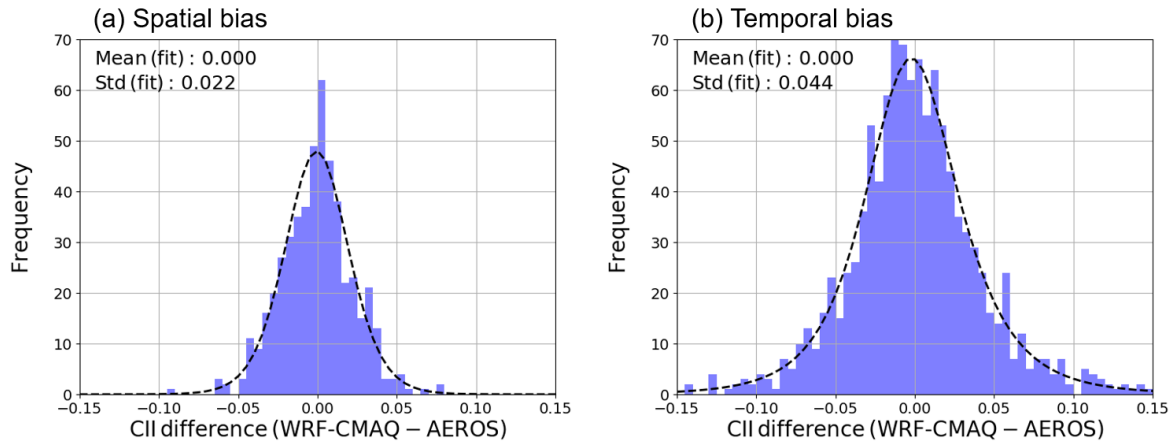 (a) Spatial bias
Mean (fit) : 0.000
Std (fit) : 0.022
Frequency
70
60
50
40
30
20
10
0
−0.15 −0.10 −0.05 0.00 0.05 0.10 0.15
CII difference (WRF-CMAQ − AEROS)
(b) Temporal bias
Mean (fit) : 0.000
Std (fit) : 0.044
Frequency
70
60
50
40
30
20
10
0
−0.15 −0.10 −0.05 0.00 0.05 0.10 0.15
CII difference (WRF-CMAQ − AEROS)